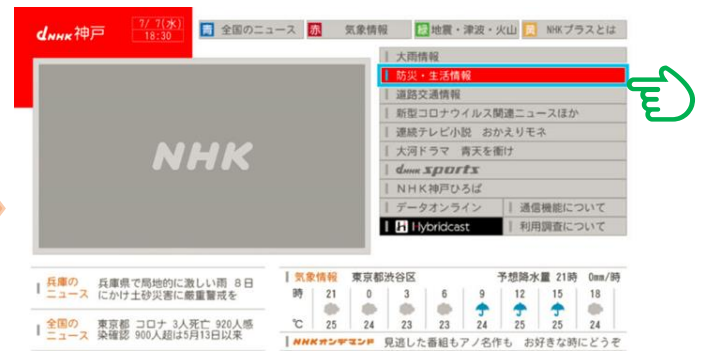 dNHK神戸
7/ 7(水)
18:30
青 全国のニュース 赤 気象情報 緑 地震・津波・火山 黄 NHKプラスとは
NHK
大雨情報
防災・生活情報
道路交通情報
新型コロナウイルス関連ニュースほか
連続テレビ小説 おかえりモネ
大河ドラマ 青天を衝け
dNHK sports
NHK神戸ひろば
データオンライン 通信機能について
H Hybridcast 利用調査について
兵庫の
ニュース
兵庫県で局地的に激しい雨 8日
にかけ土砂災害に厳重警戒を
全国の
ニュース
東京都 コロナ 3人死亡 920人感
染確認 900人超は5月13日以来
気象情報 東京都渋谷区 予想降水量 21時 0mm/時
時 21 0 3 6 9 12 15 18
℃ 25 24 23 23 24 25 25 24
NHKオンデマンド 見逃した番組もアノ名作も お好きな時にどうぞ